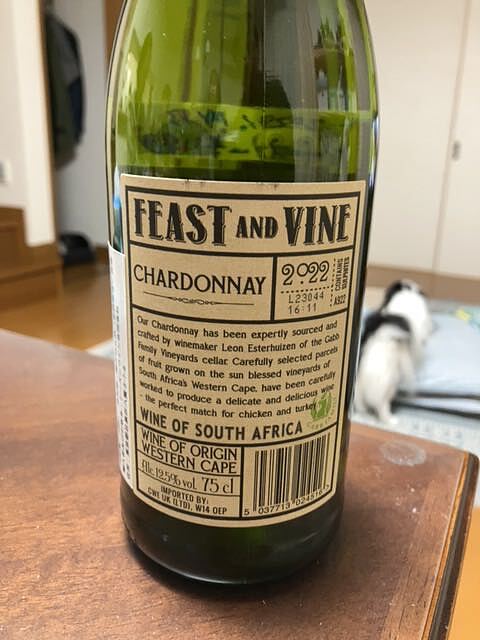 FEAST AND VINE
CHARDONNAY
2022
L23044
16:11
CONTAINS
SULPHITES
A922
Our Chardonnay has been expertly sourced and
crafted by winemaker Leon Esterhuizen of the Gabb
Family Vineyards cellar. Carefully selected parcels
of fruit grown on the sun blessed vineyards of
South Africa's Western Cape, have been carefully
worked to produce a delicate and delicious wine
- the perfect match for chicken and turkey
WINE OF SOUTH AFRICA
WINE OF ORIGIN
WESTERN CAPE
Alc 12.5% vol. 75 cl
IMPORTED BY:
CWF UK (LTD), W14 0EP
5 037713 024516